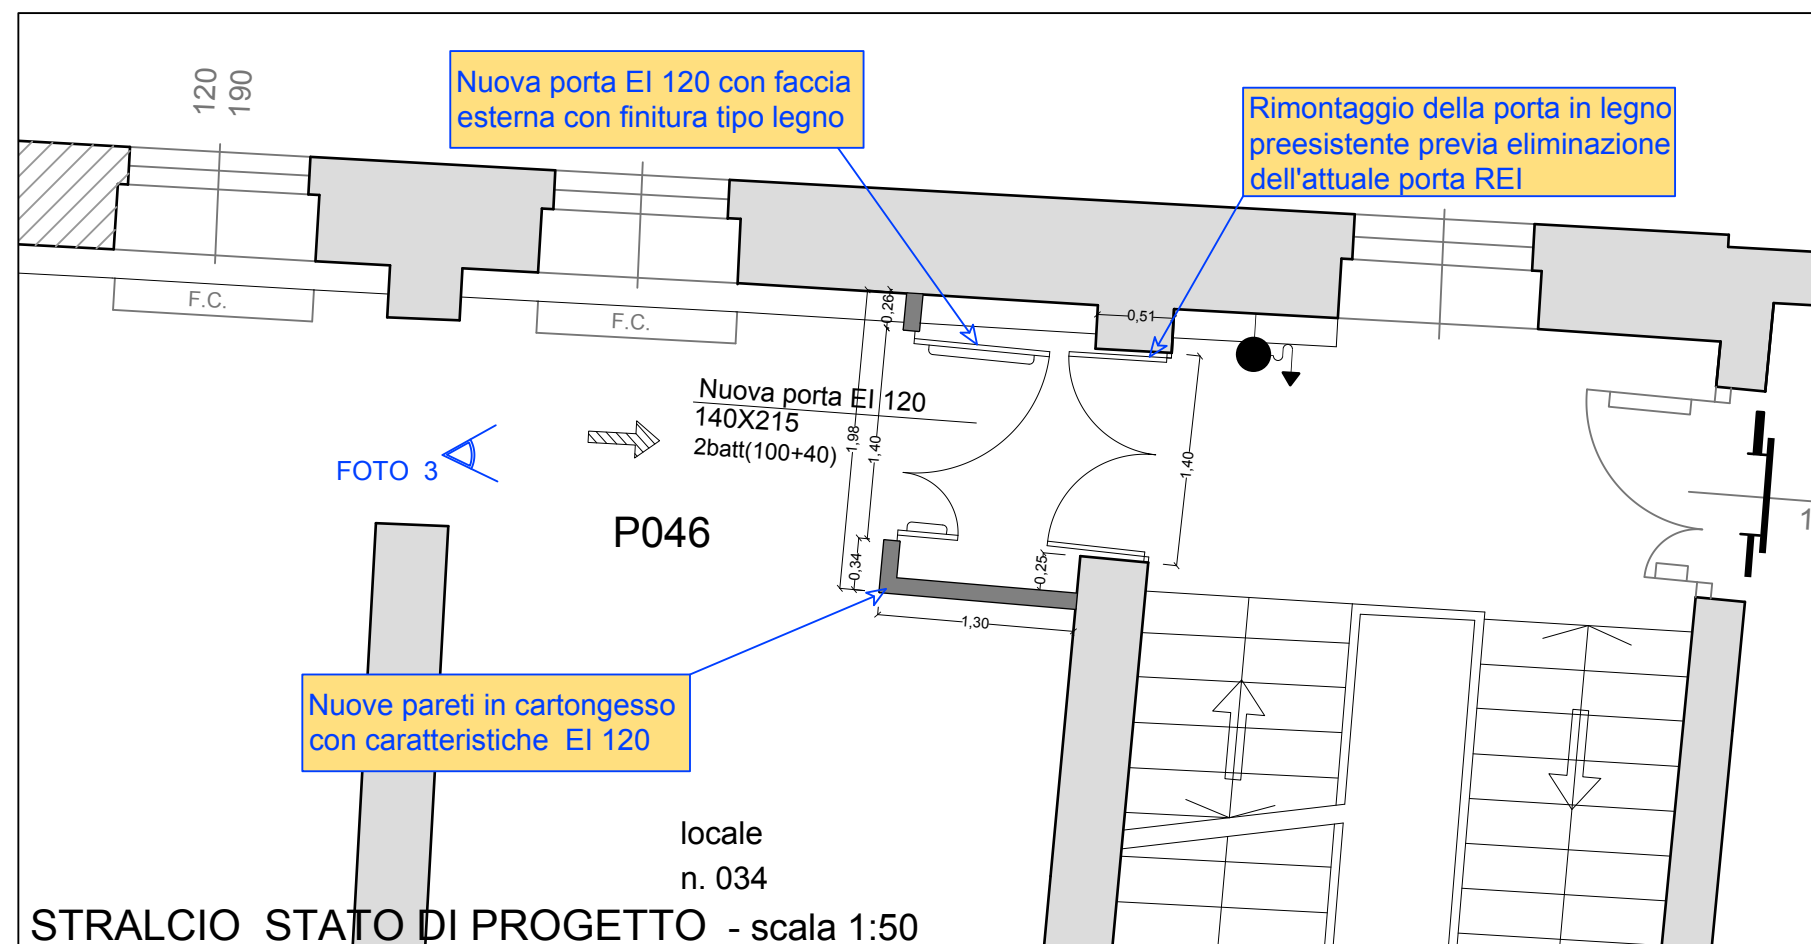 120
190
Nuova porta EI 120 con faccia
esterna con finitura tipo legno
Rimontaggio della porta in legno
preesistente previa eliminazione
dell'attuale porta REI
F.C.
F.C.
0,26
0,51
Nuova porta EI 120
140X215
2batt(100+40)
1,98
1,40
1,40
FOTO 3
P046
0,34
0,25
1,30
1
Nuove pareti in cartongesso
con caratteristiche EI 120
locale
n. 034
STRALCIO STATO DI PROGETTO - scala 1:50